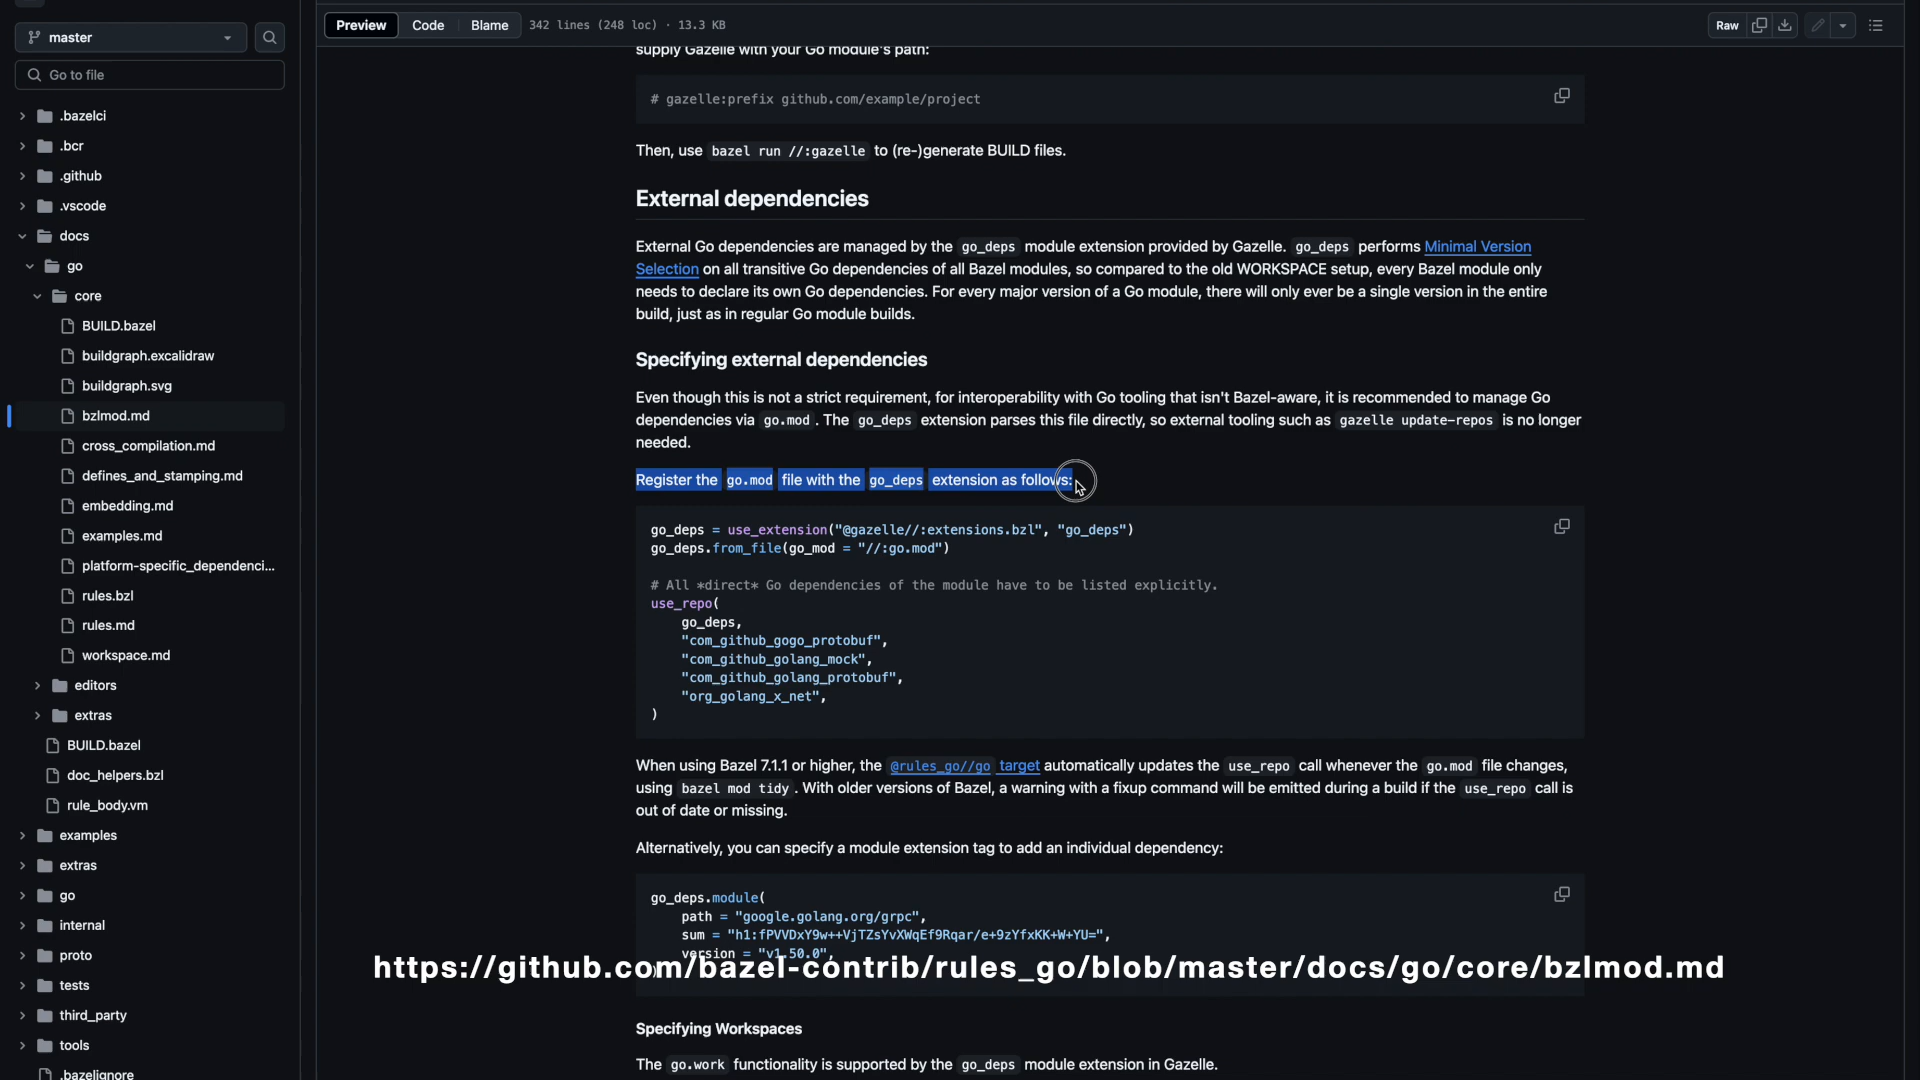 master
Go to file
.bazelci
.bcr
.github
.vscode
docs
go
core
BUILD.bazel
buildgraph.excalidraw
buildgraph.svg
bzlmod.md
cross_compilation.md
defines_and_stamping.md
embedding.md
examples.md
platform-specific_dependenci...
rules.bzl
rules.md
workspace.md
editors
extras
BUILD.bazel
doc_helpers.bzl
rule_body.vm
examples
extras
go
internal
proto
tests
third_party
tools
.bazelignore
Preview Code Blame 342 lines (248 loc) · 13.3 KB Raw
supply Gazelle with your Go module's path:
# gazelle:prefix github.com/example/project
Then, use bazel run //:gazelle to (re-)generate BUILD files.
External dependencies
External Go dependencies are managed by the go_deps module extension provided by Gazelle. go_deps performs Minimal Version
Selection on all transitive Go dependencies of all Bazel modules, so compared to the old WORKSPACE setup, every Bazel module only
needs to declare its own Go dependencies. For every major version of a Go module, there will only ever be a single version in the entire
build, just as in regular Go module builds.
Specifying external dependencies
Even though this is not a strict requirement, for interoperability with Go tooling that isn't Bazel-aware, it is recommended to manage Go
dependencies via go.mod . The go_deps extension parses this file directly, so external tooling such as gazelle update-repos is no longer
needed.
Register the go.mod file with the go_deps extension as follows:
go_deps = use_extension("@gazelle//:extensions.bzl", "go_deps")
go_deps.from_file(go_mod = "//:go.mod")
# All *direct* Go dependencies of the module have to be listed explicitly.
use_repo(
go_deps,
"com_github_gogo_protobuf",
"com_github_golang_mock",
"com_github_golang_protobuf",
"org_golang_x_net",
)
When using Bazel 7.1.1 or higher, the @rules_go//go target automatically updates the use_repo call whenever the go.mod file changes,
using bazel mod tidy . With older versions of Bazel, a warning with a fixup command will be emitted during a build if the use_repo call is
out of date or missing.
Alternatively, you can specify a module extension tag to add an individual dependency:
go_deps.module(
path = "google.golang.org/grpc",
sum = "h1:fPVVDxY9w++VjTZsYvXWqEf9Rqar/e+9zYfxKK+W+YU=",
version = "v1.50.0",
)
https://github.com/bazel-contrib/rules_go/blob/master/docs/go/core/bzlmod.md
Specifying Workspaces
The go.work functionality is supported by the go_deps module extension in Gazelle.